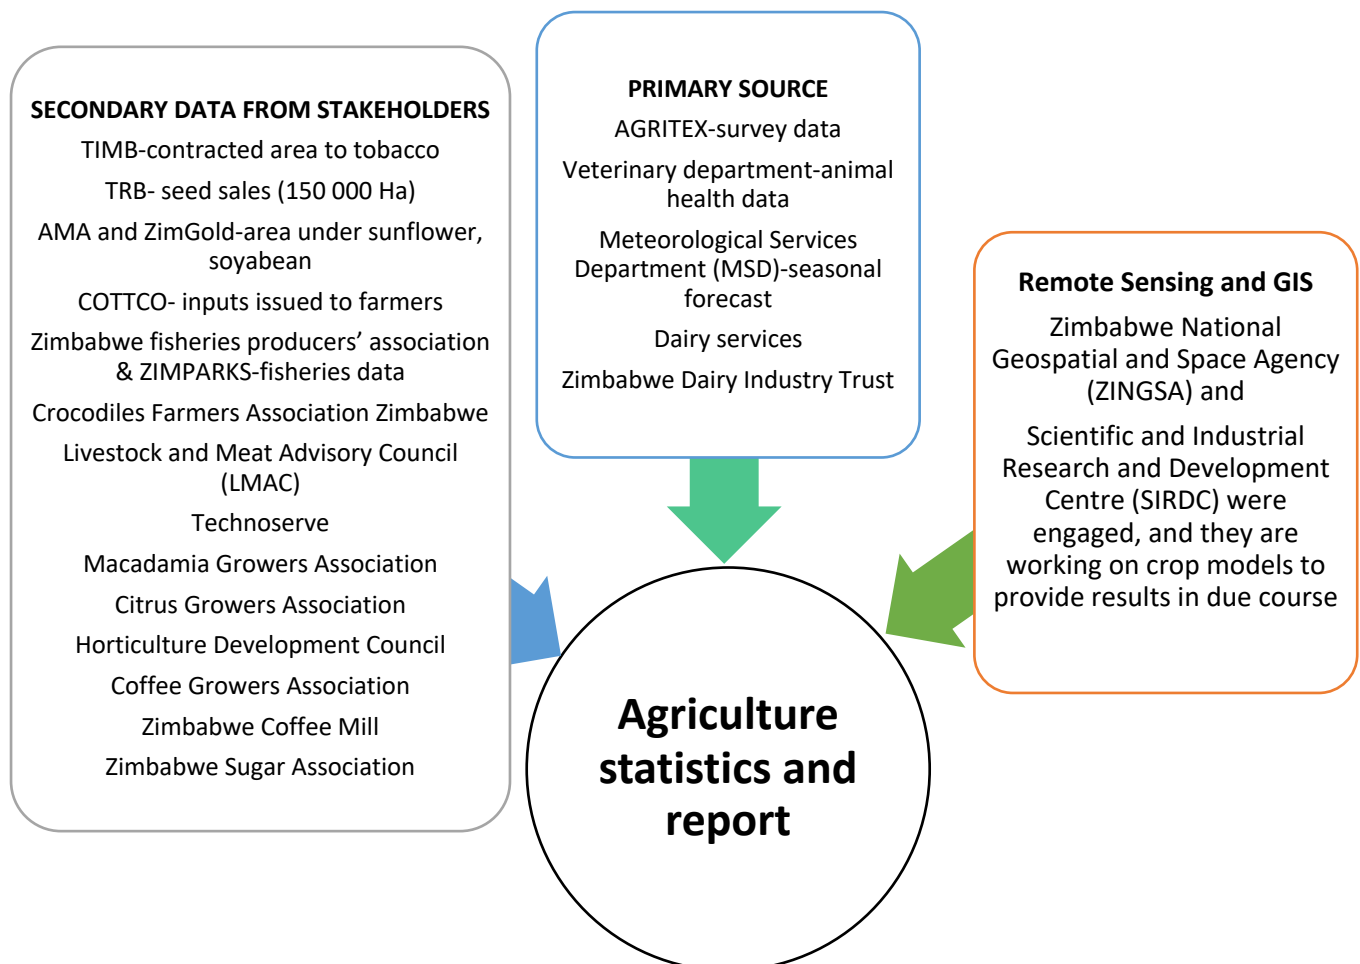 SECONDARY DATA FROM STAKEHOLDERS
TIMB-contracted area to tobacco
TRB- seed sales (150 000 Ha)
AMA and ZimGold-area under sunflower,
soyabean
COTTCO- inputs issued to farmers
Zimbabwe fisheries producers’ association
& ZIMPARKS-fisheries data
Crocodiles Farmers Association Zimbabwe
Livestock and Meat Advisory Council
(LMAC)
Technoserve
Macadamia Growers Association
Citrus Growers Association
Horticulture Development Council
Coffee Growers Association
Zimbabwe Coffee Mill
Zimbabwe Sugar Association
PRIMARY SOURCE
AGRITEX-survey data
Veterinary department-animal
health data
Meteorological Services
Department (MSD)-seasonal
forecast
Dairy services
Zimbabwe Dairy Industry Trust
Remote Sensing and GIS
Zimbabwe National
Geospatial and Space Agency
(ZINGSA) and
Scientific and Industrial
Research and Development
Centre (SIRDC) were
engaged, and they are
working on crop models to
provide results in due course
Agriculture
statistics and
report